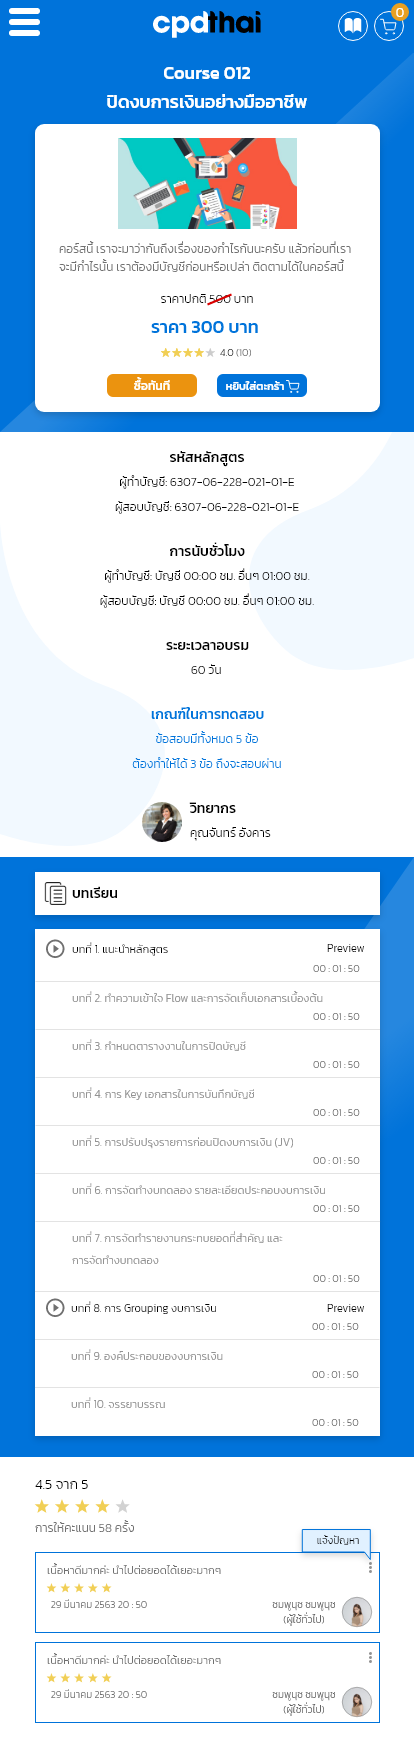 cpdthai
0
Course 012
ปิดงบการเงินอย่างมืออาชีพ
คอร์สนี้ เราจะมาว่ากันถึงเรื่องของกำไรกันนะครับ แล้วก่อนที่เรา
จะมีกำไรนั้น เราต้องมีบัญชีก่อนหรือเปล่า ติดตามได้ในคอร์สนี้
ราคาปกติ 500 บาท
ราคา 300 บาท
4.0 (10)
ซื้อทันที
หยิบใส่ตะกร้า
รหัสหลักสูตร
ผู้ทำบัญชี: 6307-06-228-021-01-E
ผู้สอบบัญชี: 6307-06-228-021-01-E
การนับชั่วโมง
ผู้ทำบัญชี: บัญชี 00:00 ชม. อื่นๆ 01:00 ชม.
ผู้สอบบัญชี: บัญชี 00:00 ชม. อื่นๆ 01:00 ชม.
ระยะเวลาอบรม
60 วัน
เกณฑ์ในการทดสอบ
ข้อสอบมีทั้งหมด 5 ข้อ
ต้องทำให้ได้ 3 ข้อ ถึงจะสอบผ่าน
วิทยากร
คุณจันทร์ อังคาร
บทเรียน
บทที่ 1. แนะนำหลักสูตร
Preview
00 : 01 : 50
บทที่ 2. ทำความเข้าใจ Flow และการจัดเก็บเอกสารเบื้องต้น
00 : 01 : 50
บทที่ 3. กำหนดตารางงานในการปิดบัญชี
00 : 01 : 50
บทที่ 4. การ Key เอกสารในการบันทึกบัญชี
00 : 01 : 50
บทที่ 5. การปรับปรุงรายการก่อนปิดงบการเงิน (JV)
00 : 01 : 50
บทที่ 6. การจัดทำงบทดลอง รายละเอียดประกอบงบการเงิน
00 : 01 : 50
บทที่ 7. การจัดทำรายงานกระทบยอดที่สำคัญ และ
การจัดทำงบทดลอง
00 : 01 : 50
บทที่ 8. การ Grouping งบการเงิน
Preview
00 : 01 : 50
บทที่ 9. องค์ประกอบของงบการเงิน
00 : 01 : 50
บทที่ 10. จรรยาบรรณ
00 : 01 : 50
4.5 จาก 5
การให้คะแนน 58 ครั้ง
แจ้งปัญหา
เนื้อหาดีมากค่ะ นำไปต่อยอดได้เยอะมากๆ
29 มีนาคม 2563 20 : 50
ชมพูนุช ชมพูนุช
(ผู้ใช้ทั่วไป)
เนื้อหาดีมากค่ะ นำไปต่อยอดได้เยอะมากๆ
29 มีนาคม 2563 20 : 50
ชมพูนุช ชมพูนุช
(ผู้ใช้ทั่วไป)